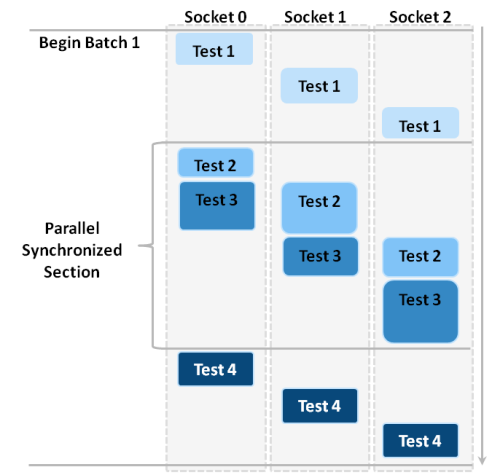 Socket 0 Socket 1 Socket 2
Begin Batch 1
Test 1
Test 1
Test 1
Test 2
Test 3
Test 2
Parallel
Synchronized
Section
Test 3
Test 2
Test 3
Test 4
Test 4
Test 4